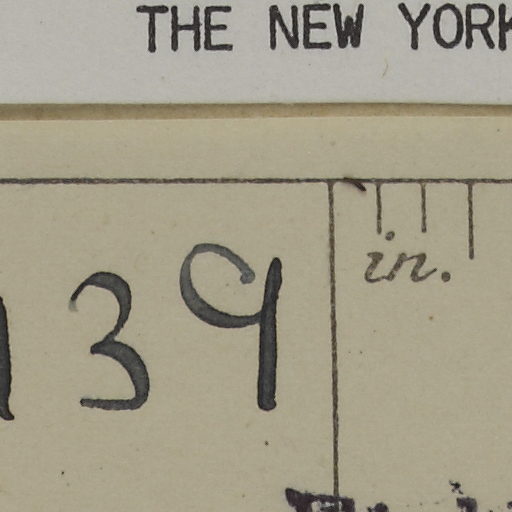 THE NEW YORK
39
in.